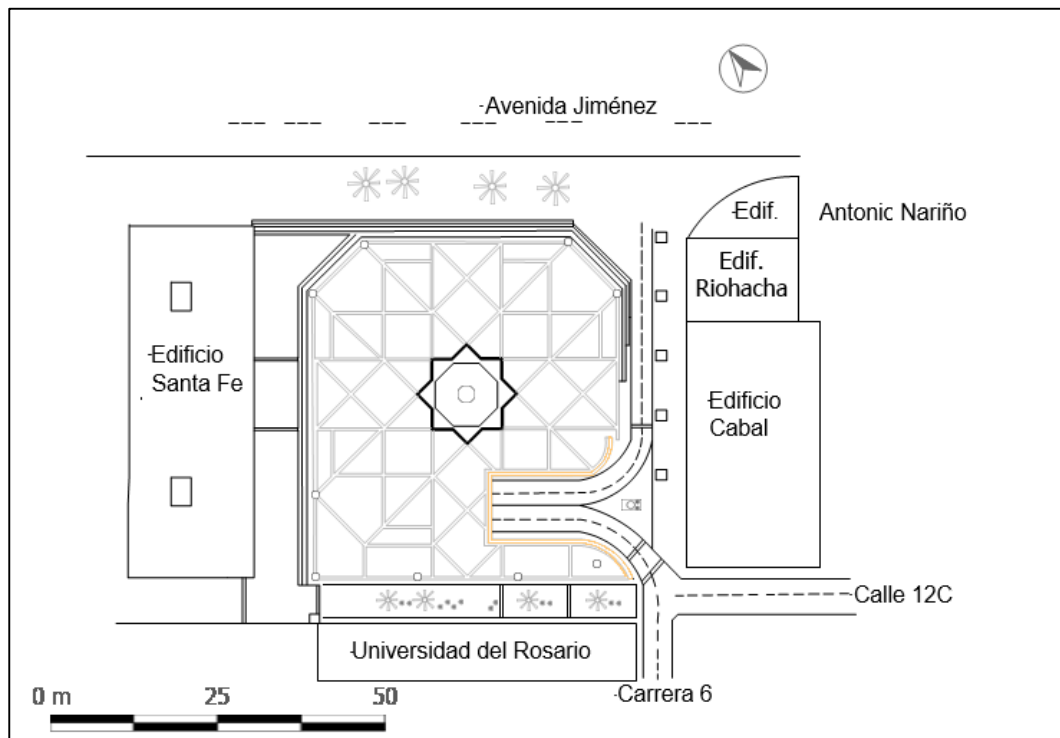 -Avenida Jiménez
-Edif.
Antonic Nariño
Edif.
Riohacha
-Edificio
Santa Fe
-Edificio
Cabal
-Calle 12C
-Universidad del Rosario
-Carrera 6
0 m 25 50